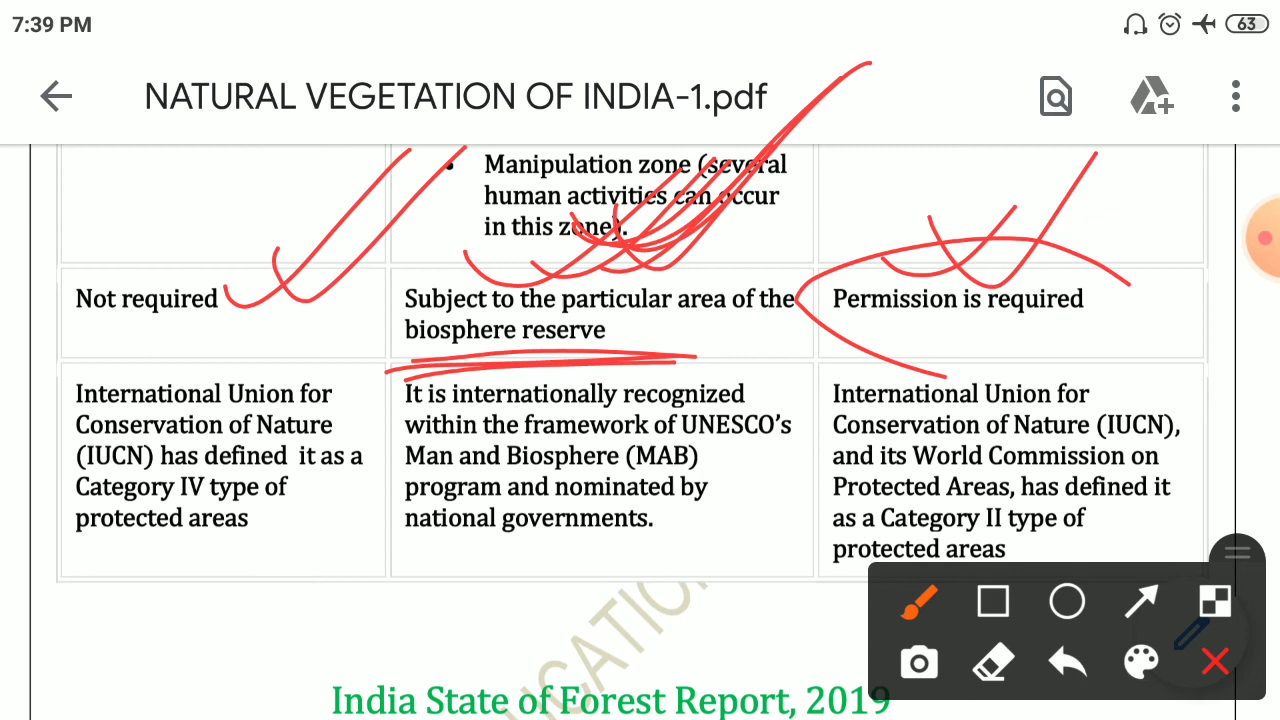 7:39 PM
63
NATURAL VEGETATION OF INDIA-1.pdf
• Manipulation zone (several
human activities can occur
in this zone).
Not required
Subject to the particular area of the
biosphere reserve
Permission is required
International Union for
Conservation of Nature
(IUCN) has defined it as a
Category IV type of
protected areas
It is internationally recognized
within the framework of UNESCO's
Man and Biosphere (MAB)
program and nominated by
national governments.
International Union for
Conservation of Nature (IUCN),
and its World Commission on
Protected Areas, has defined it
as a Category II type of
protected areas
India State of Forest Report, 2019